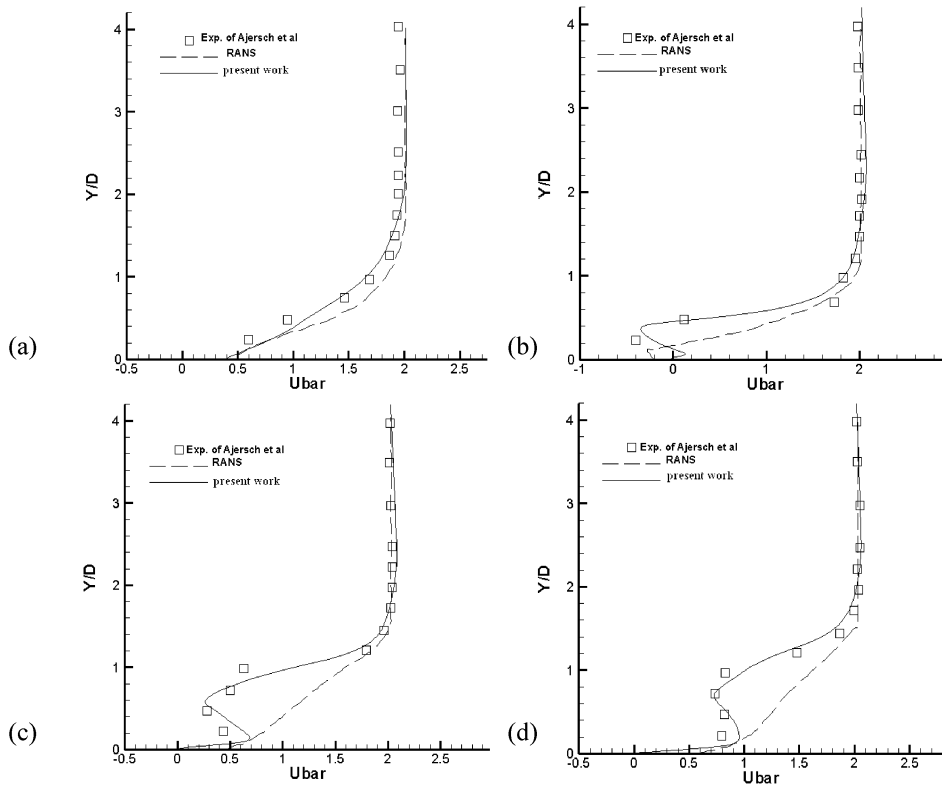 4
3
2
1
0
Y/D
Exp. of Ajersch et al
RANS
present work
(a)
-0.5 0 0.5 1 1.5 2 2.5
Ubar
4
3
2
1
0
Y/D
Exp. of Ajersch et al
RANS
present work
(b)
-1 0 1 2
Ubar
4
3
2
1
0
Y/D
Exp. of Ajersch et al
RANS
present work
(c)
-0.5 0 0.5 1 1.5 2 2.5
Ubar
4
3
2
1
0
Y/D
Exp. of Ajersch et al
RANS
present work
(d)
-0.5 0 0.5 1 1.5 2 2.5
Ubar